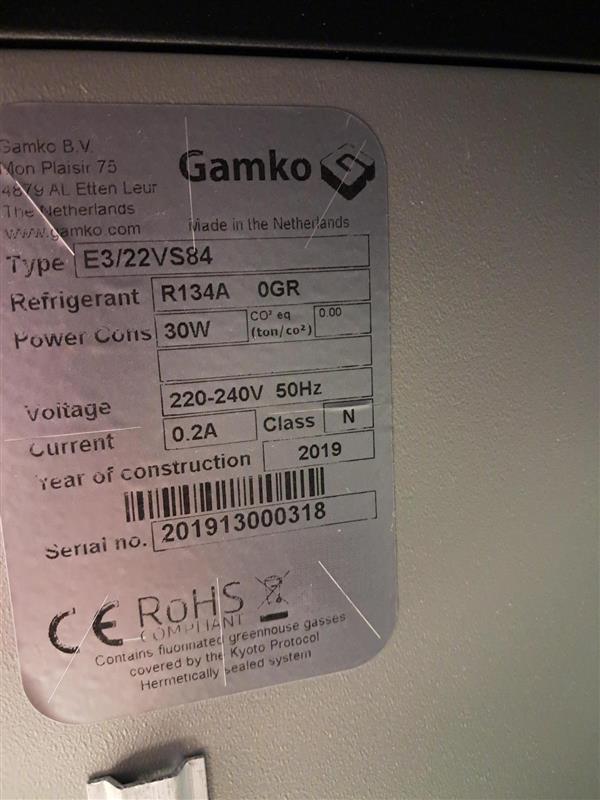 Gamko B.V.
Mon Plaisir 75
4879 AL Etten Leur
The Netherlands
www.gamko.com
Gamko
Made in the Netherlands
Type E3/22VS84
Refrigerant R134A 0GR
Power Cons 30W CO² eq (ton/co²) 0.00
Voltage 220-240V 50Hz
Current 0.2A Class N
Year of construction 2019
Serial no. 201913000318
CE RoHS
COMPLIANT
Contains fluorinated greenhouse gasses
covered by the Kyoto Protocol
Hermetically sealed system